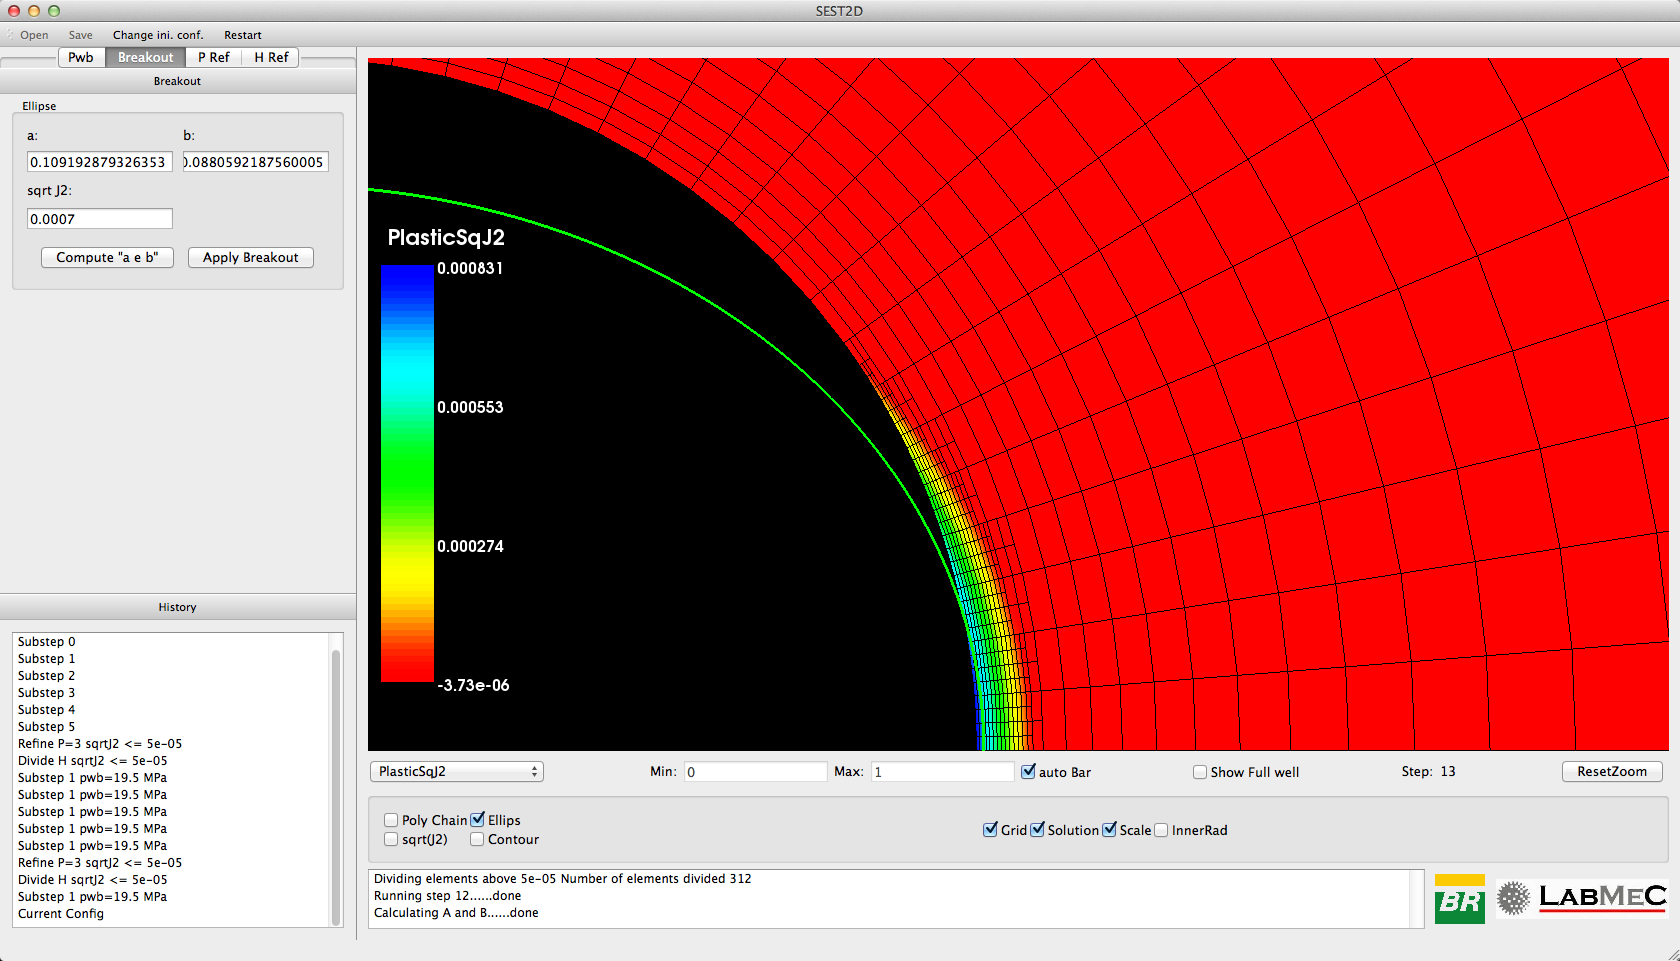 SEST2D
Open Save Change ini. conf. Restart
Pwb Breakout P Ref H Ref
Breakout
Ellipse
a: b:
0.109192879326353 0.0880592187560005
sqrt J2:
0.0007
Compute "a e b" Apply Breakout
PlasticSqJ2
0.000831
0.000553
0.000274
-3.73e-06
History
Substep 0
Substep 1
Substep 2
Substep 3
Substep 4
Substep 5
Refine P=3 sqrtJ2 <= 5e-05
Divide H sqrtJ2 <= 5e-05
Substep 1 pwb=19.5 MPa
Substep 1 pwb=19.5 MPa
Substep 1 pwb=19.5 MPa
Substep 1 pwb=19.5 MPa
Substep 1 pwb=19.5 MPa
Refine P=3 sqrtJ2 <= 5e-05
Divide H sqrtJ2 <= 5e-05
Substep 1 pwb=19.5 MPa
Current Config
PlasticSqJ2 Min: 0 Max: 1 auto Bar Show Full well Step: 13 ResetZoom
Poly Chain Ellips
sqrt(J2) Contour
Grid Solution Scale InnerRad
Dividing elements above 5e-05 Number of elements divided 312
Running step 12......done
Calculating A and B......done
BR
LABMEC